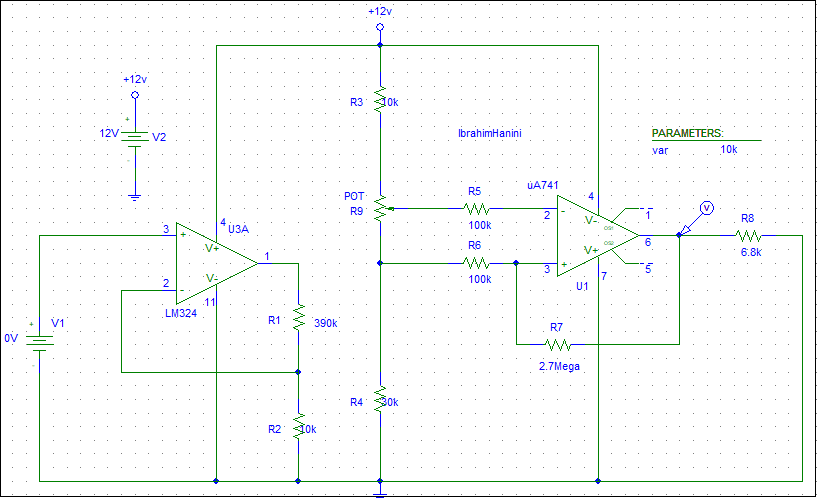 +12v
+12v
12V
V2
R3
10k
IbrahimHanini
PARAMETERS:
var 10k
POT
R9
R5
100k
uA741
4
V-
2
-
OS1
1
6
V
R8
6.8k
OS2
V+
5
3
+
7
U1
R6
100k
3
+
4
U3A
V+
1
2
-
V-
11
LM324
V1
0V
R1
390k
R7
2.7Mega
R2
10k
R4
30k